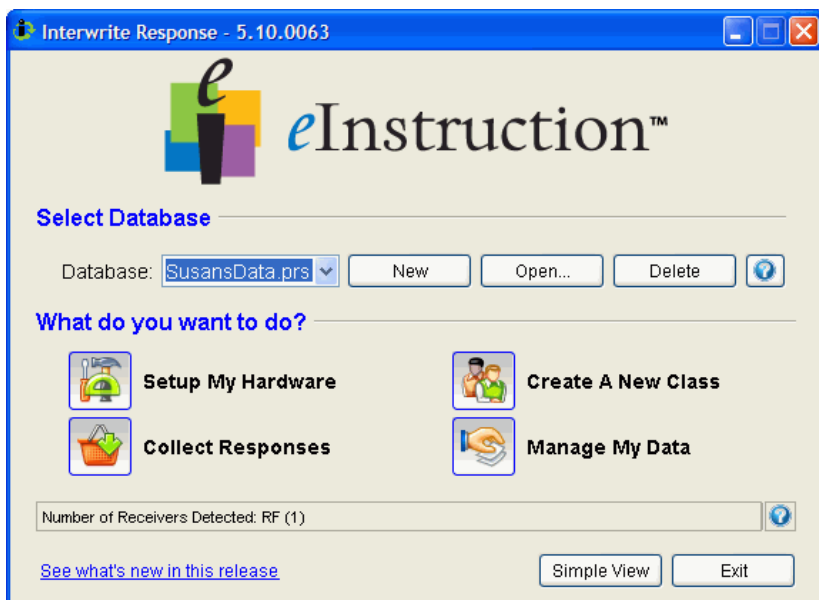 Interwrite Response - 5.10.0063
eInstruction™
Select Database
Database: SusansData.prs New Open... Delete
What do you want to do?
Setup My Hardware Create A New Class
Collect Responses Manage My Data
Number of Receivers Detected: RF (1)
See what's new in this release Simple View Exit